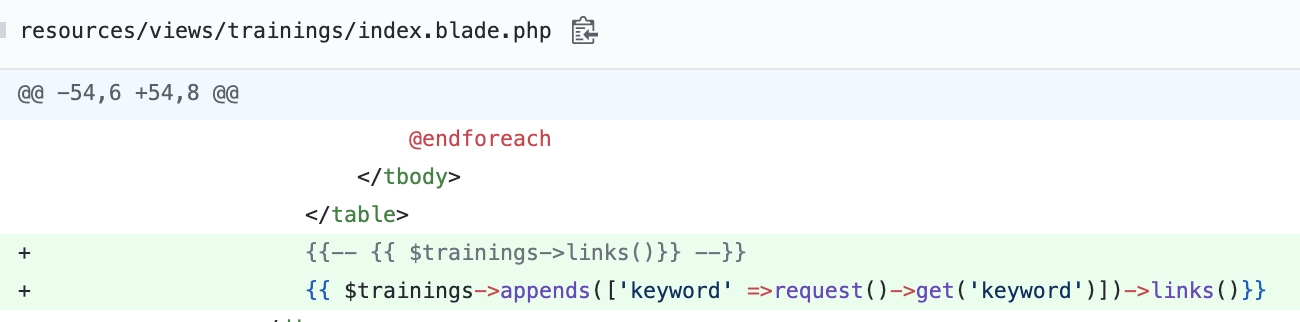 resources/views/trainings/index.blade.php
@@ -54,6 +54,8 @@
@endforeach
</tbody>
</table>
+ {{-- {{ $trainings->links()}} --}}
+ {{ $trainings->appends(['keyword' =>request()->get('keyword')])->links()}}